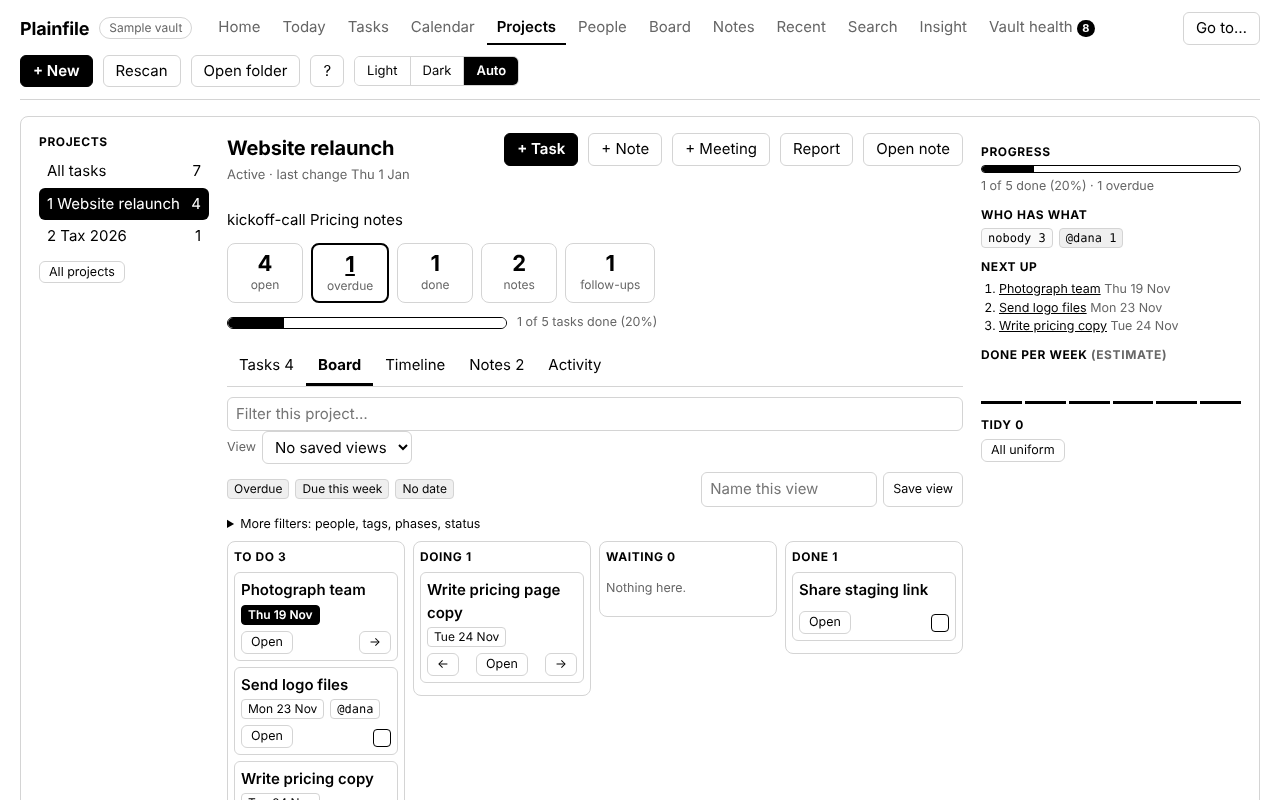 Plainfile Sample vault Home Today Tasks Calendar Projects People Board Notes Recent Search Insight Vault health 8 Go to...
+ New Rescan Open folder ? Light Dark Auto
PROJECTS
All tasks 7
1 Website relaunch 4
2 Tax 2026 1
All projects
Website relaunch
+ Task + Note + Meeting Report Open note
Active · last change Thu 1 Jan
kickoff-call Pricing notes
4 open
1 overdue
1 done
2 notes
1 follow-ups
1 of 5 tasks done (20%)
Tasks 4 Board Timeline Notes 2 Activity
Filter this project...
View No saved views
Overdue Due this week No date Name this view Save view
▶ More filters: people, tags, phases, status
TO DO 3
Photograph team
Thu 19 Nov
Open →
Send logo files
Mon 23 Nov @dana
Open
Write pricing copy
DOING 1
Write pricing page
copy
Tue 24 Nov
← Open →
WAITING 0
Nothing here.
DONE 1
Share staging link
Open
PROGRESS
1 of 5 done (20%) · 1 overdue
WHO HAS WHAT
nobody 3 @dana 1
NEXT UP
1. Photograph team Thu 19 Nov
2. Send logo files Mon 23 Nov
3. Write pricing copy Tue 24 Nov
DONE PER WEEK (ESTIMATE)
TIDY 0
All uniform